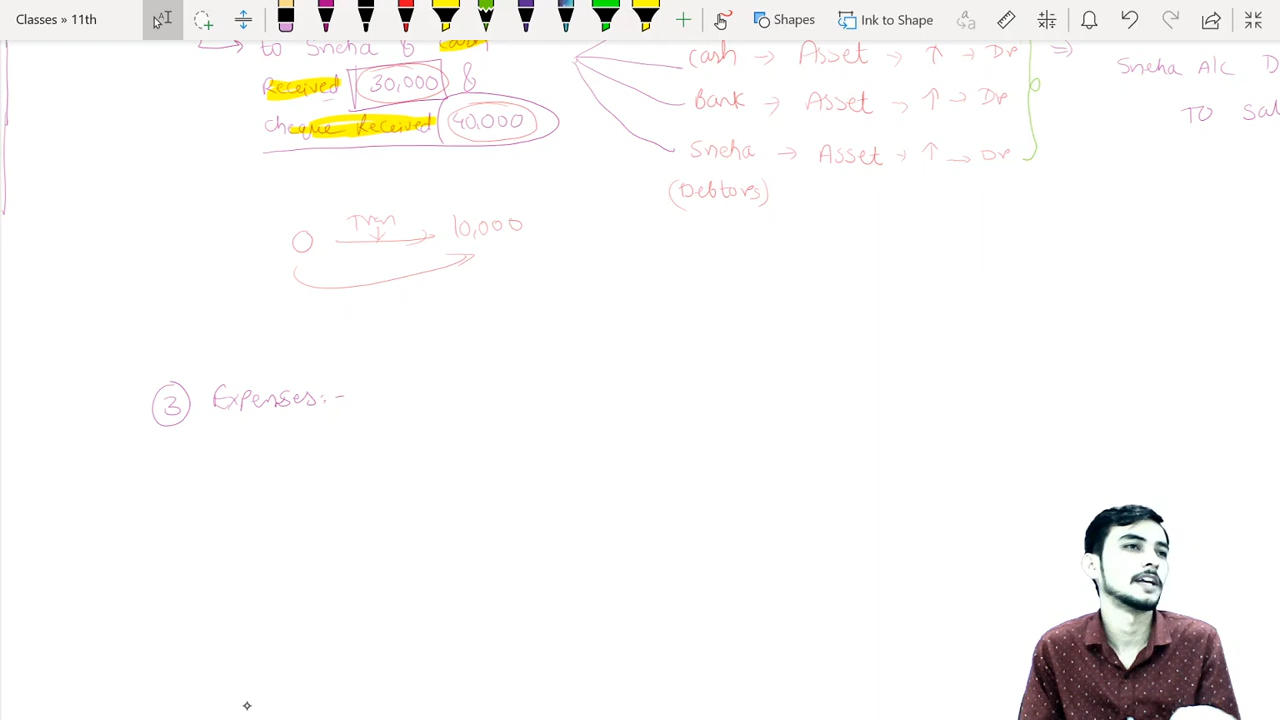 Classes » 11th
Shapes
Ink to Shape
to Sneha & cash
Received 30,000 &
cheque Received 40,000
cash → Asset → ↑ → Dr
Bank → Asset → ↑ → Dr
Sneha → Asset → ↑ → Dr
(Debtors)
Sneha A/c D
TO Sal
0 → 10,000
③ Expenses:-